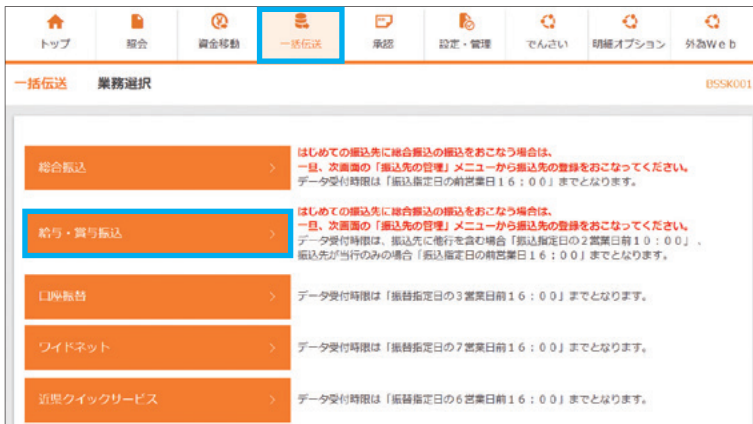 トップ
照会
資金移動
一括伝送
承認
設定・管理
でんさい
明細オプション
外為Web
一括伝送 業務選択
BSSK001
総合振込
はじめての振込先に総合振込の振込をおこなう場合は、
一旦、次画面の「振込先の管理」メニューから振込先の登録をおこなってください。
データ受付時限は「振込指定日の前営業日16：00」までとなります。
給与・賞与振込
はじめての振込先に総合振込の振込をおこなう場合は、
一旦、次画面の「振込先の管理」メニューから振込先の登録をおこなってください。
データ受付時限は、振込先に他行を含む場合「振込指定日の2営業日前10：00」、
振込先が当行のみの場合「振込指定日の前営業日16：00」までとなります。
口座振替
データ受付時限は「振替指定日の3営業日前16：00」までとなります。
ワイドネット
データ受付時限は「振替指定日の7営業日前16：00」までとなります。
近県クイックサービス
データ受付時限は「振替指定日の6営業日前16：00」までとなります。